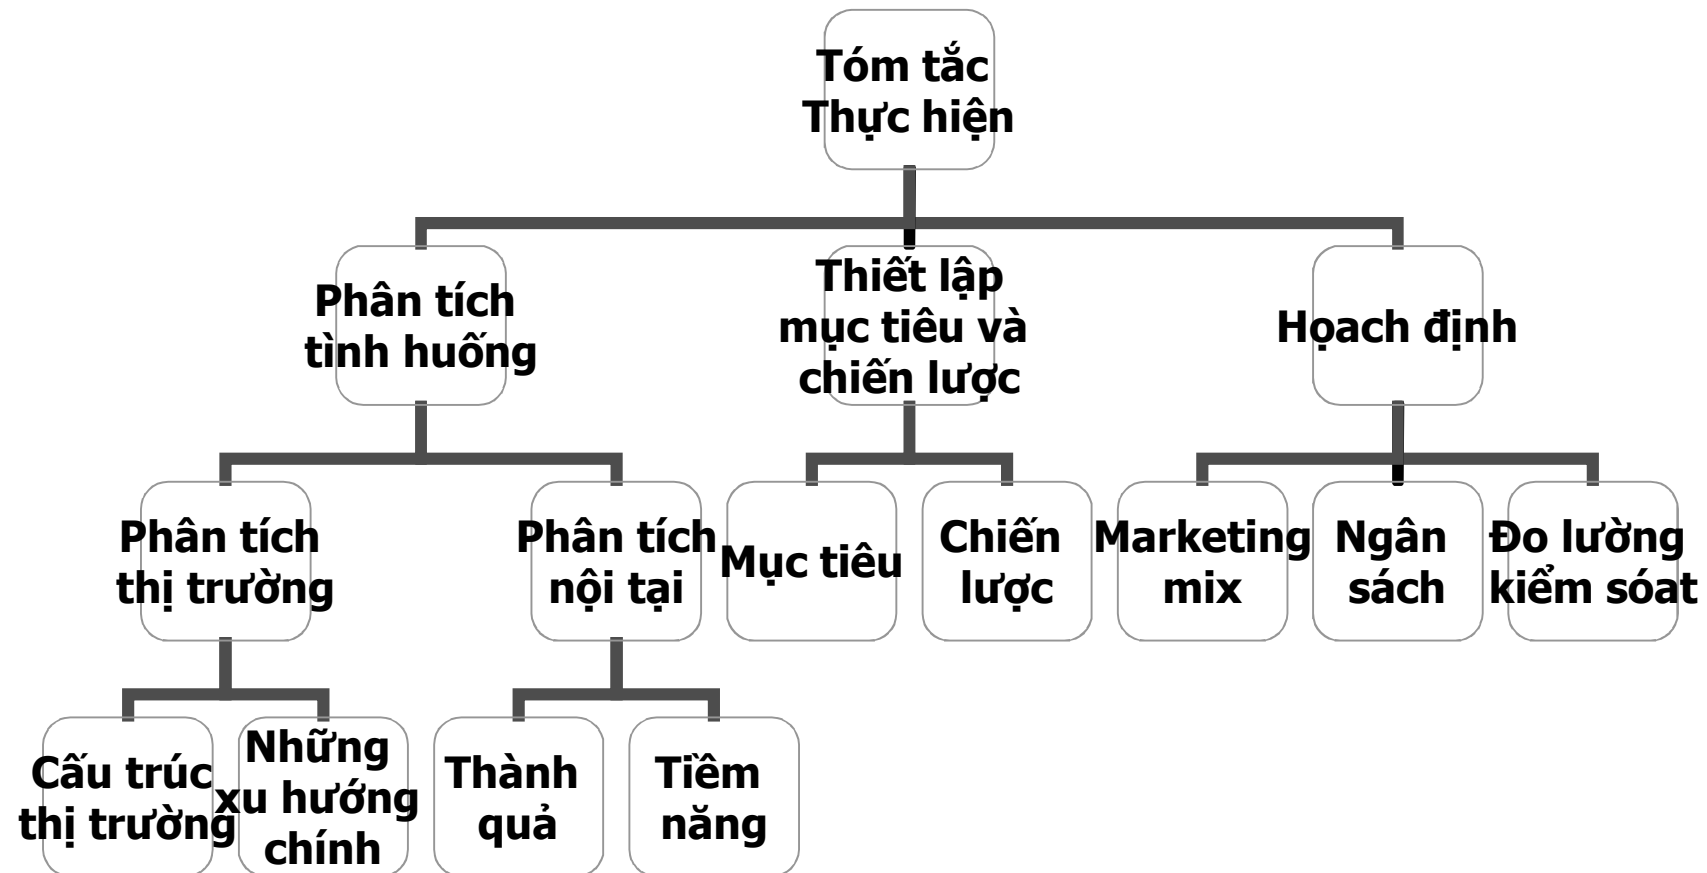 Tóm tắc
Thực hiện
Phân tích
tình huống
Thiết lập
mục tiêu và
chiến lược
Họach định
Phân tích
thị trường
Phân tích
nội tại
Mục tiêu
Chiến
lược
Marketing
mix
Ngân
sách
Đo lường
kiểm sóat
Cấu trúc
thị trường
Những
xu hướng
chính
Thành
quả
Tiềm
năng